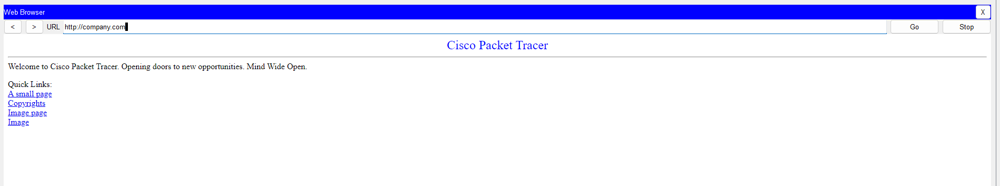 Web Browser X
< > URL http://company.com Go Stop
Cisco Packet Tracer
Welcome to Cisco Packet Tracer. Opening doors to new opportunities. Mind Wide Open.
Quick Links:
A small page
Copyrights
Image page
Image